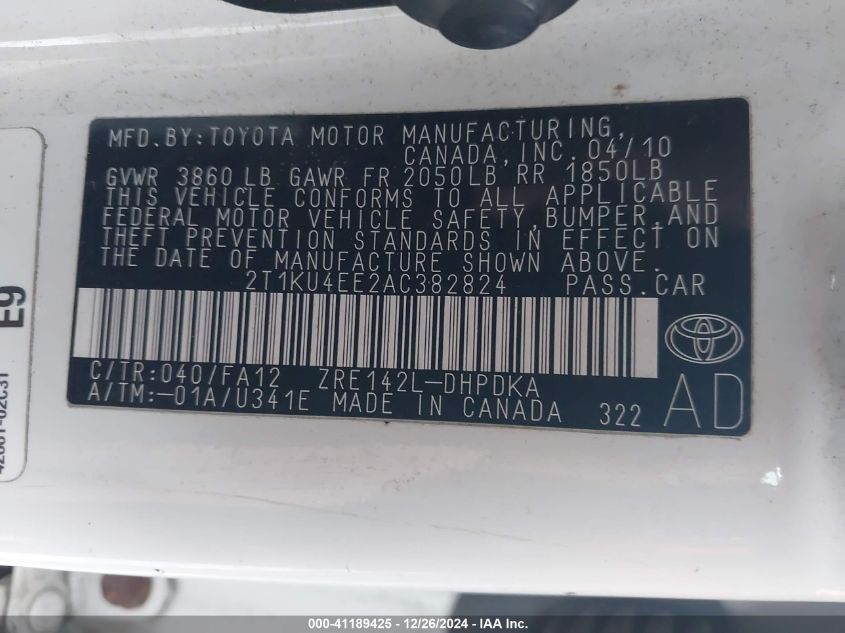 MFD. BY: TOYOTA MOTOR MANUFACTURING,
CANADA, INC. 04/10
GVWR 3860 LB GAWR FR 2050LB RR 1850LB
THIS VEHICLE CONFORMS TO ALL APPLICABLE
FEDERAL MOTOR VEHICLE SAFETY, BUMPER, AND
THEFT PREVENTION STANDARDS IN EFFECT ON
THE DATE OF MANUFACTURE SHOWN ABOVE.
2T1KU4EE2AC382824 PASS. CAR
C/TR: 040/FA12 ZRE142L-DHPDKA
A/TM: -01A/U341E MADE IN CANADA 322 AD
E9
000-41189425 - 12/26/2024 - COPYRIGHT IAA, INC.